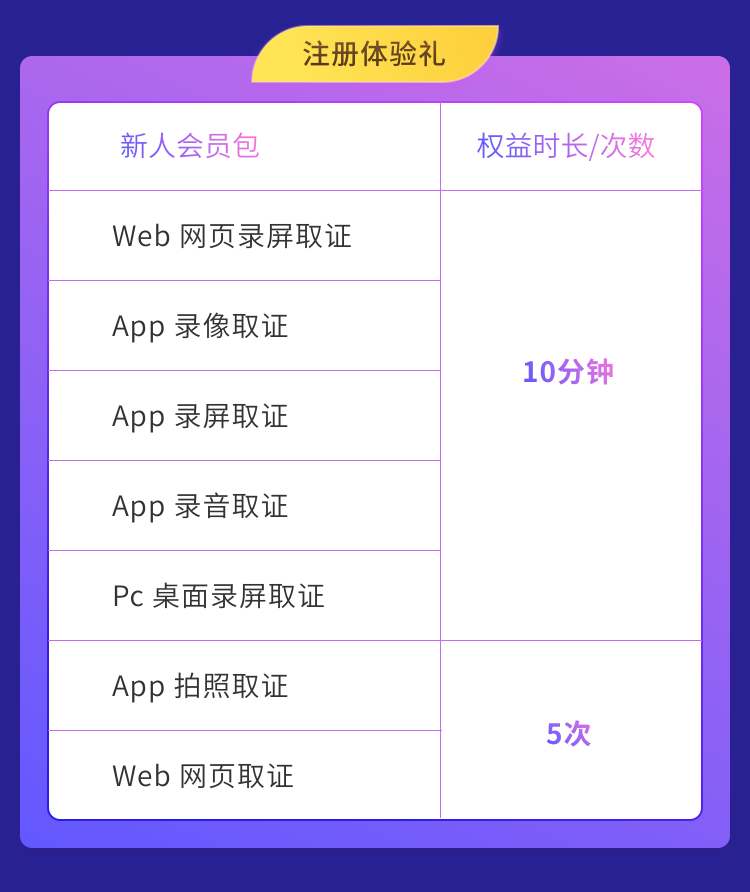 注册体验礼
新人会员包
权益时长/次数
Web 网页录屏取证
App 录像取证
App 录屏取证
10分钟
App 录音取证
Pc 桌面录屏取证
App 拍照取证
5次
Web 网页取证